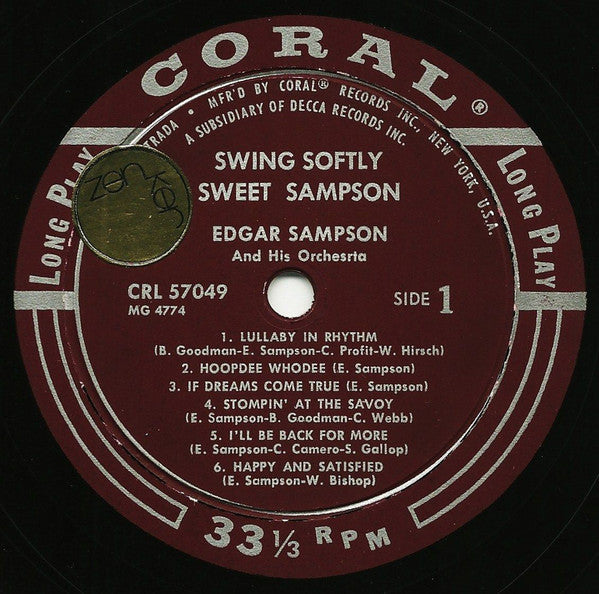 CORAL®
TRADA • MFR'D BY CORAL® RECORDS INC., NEW YORK, U.S.A.
A SUBSIDIARY OF DECCA RECORDS INC.
LONG PLAY
LONG PLAY
zenker
SWING SOFTLY
SWEET SAMPSON
EDGAR SAMPSON
And His Orchesrta
CRL 57049
MG 4774
SIDE 1
1. LULLABY IN RHYTHM
(B. Goodman-E. Sampson-C. Profit-W. Hirsch)
2. HOOPDEE WHODEE (E. Sampson)
3. IF DREAMS COME TRUE (E. Sampson)
4. STOMPIN' AT THE SAVOY
(E. Sampson-B. Goodman-C. Webb)
5. I'LL BE BACK FOR MORE
(E. Sampson-C. Camero-S. Gallop)
6. HAPPY AND SATISFIED
(E. Sampson-W. Bishop)
33⅓ RPM